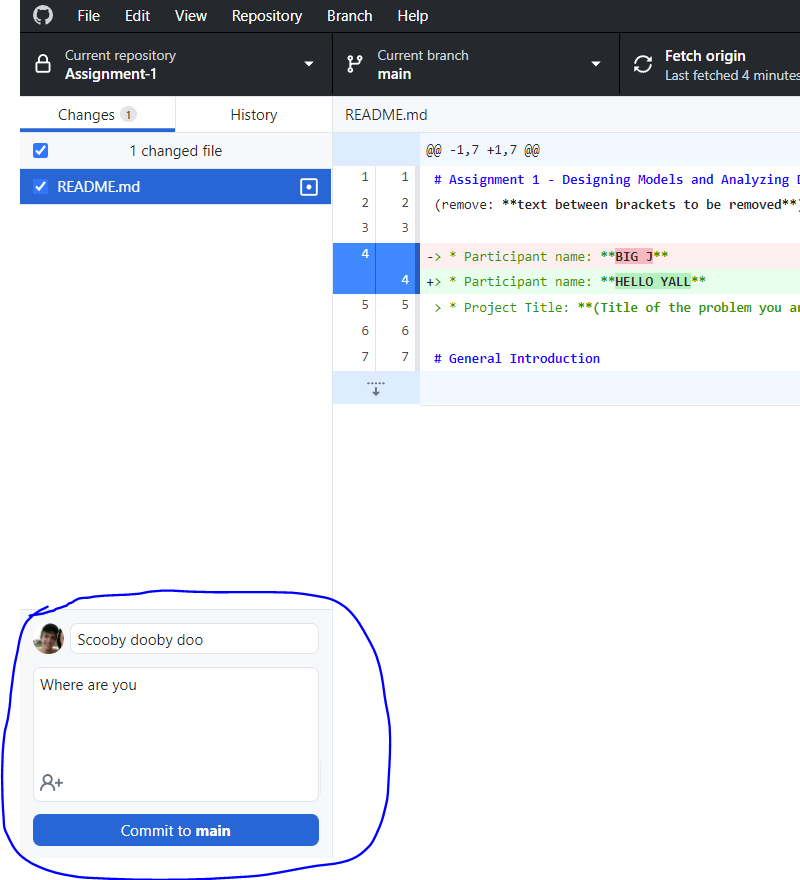 File Edit View Repository Branch Help
Current repository
Assignment-1
Current branch
main
Fetch origin
Last fetched 4 minutes
Changes 1
History
README.md
1 changed file
README.md
@@ -1,7 +1,7 @@
1 1 # Assignment 1 - Designing Models and Analyzing
2 2 (remove: **text between brackets to be removed**)
3 3
4 -> * Participant name: **BIG J**
4 +> * Participant name: **HELLO YALL**
5 5 > * Project Title: **(Title of the problem you
6 6
7 7 # General Introduction
Scooby dooby doo
Where are you
Commit to main